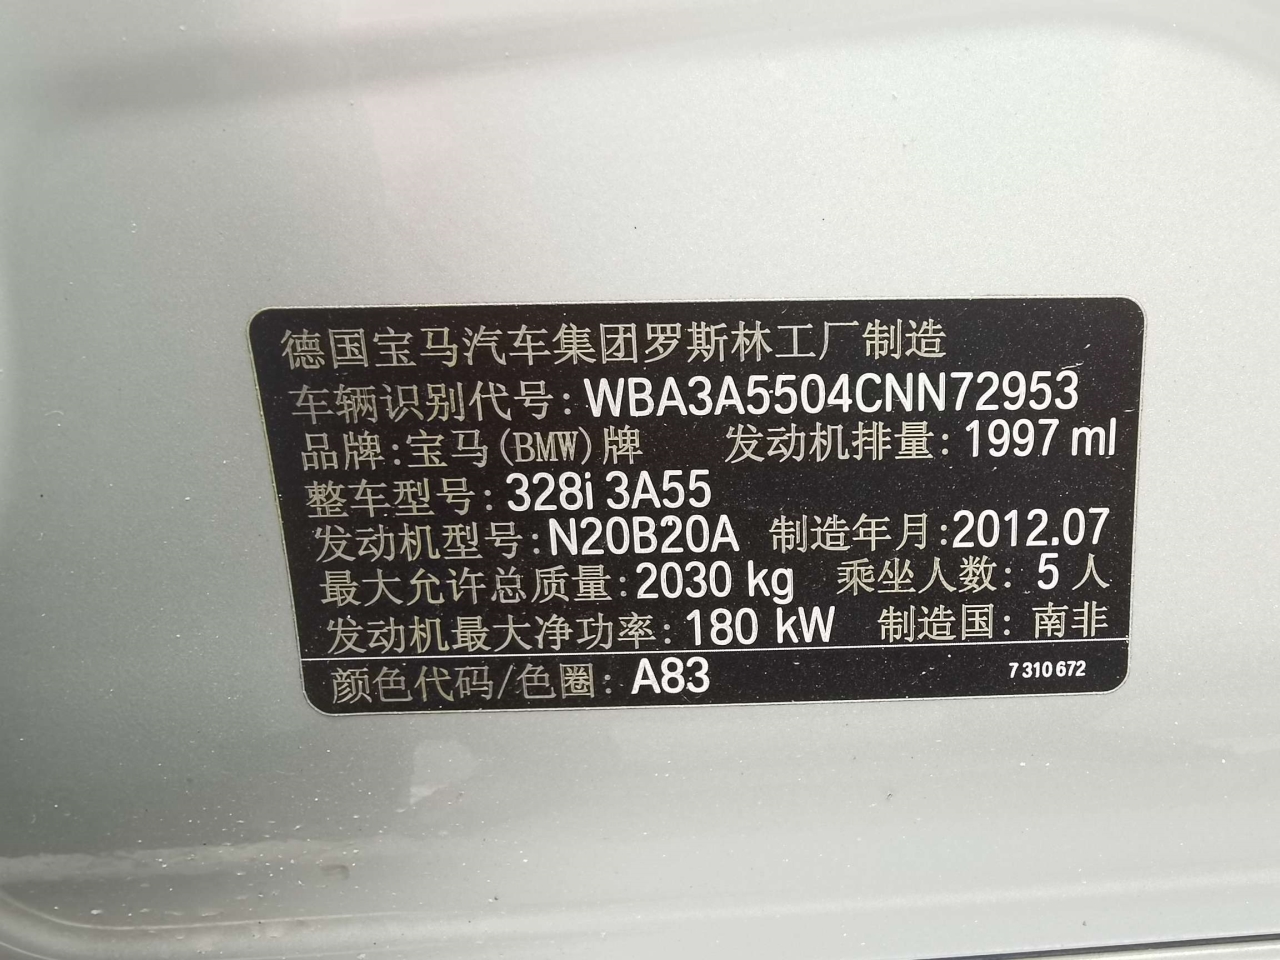 德国宝马汽车集团罗斯林工厂制造
车辆识别代号: WBA3A5504CNN72953
品牌:宝马(BMW)牌 发动机排量: 1997 ml
整车型号: 328i 3A55
发动机型号:N20B20A 制造年月:2012.07
最大允许总质量:2030 kg 乘坐人数: 5 人
发动机最大净功率: 180 kW 制造国: 南非
颜色代码/色圈: A83 7 310 672